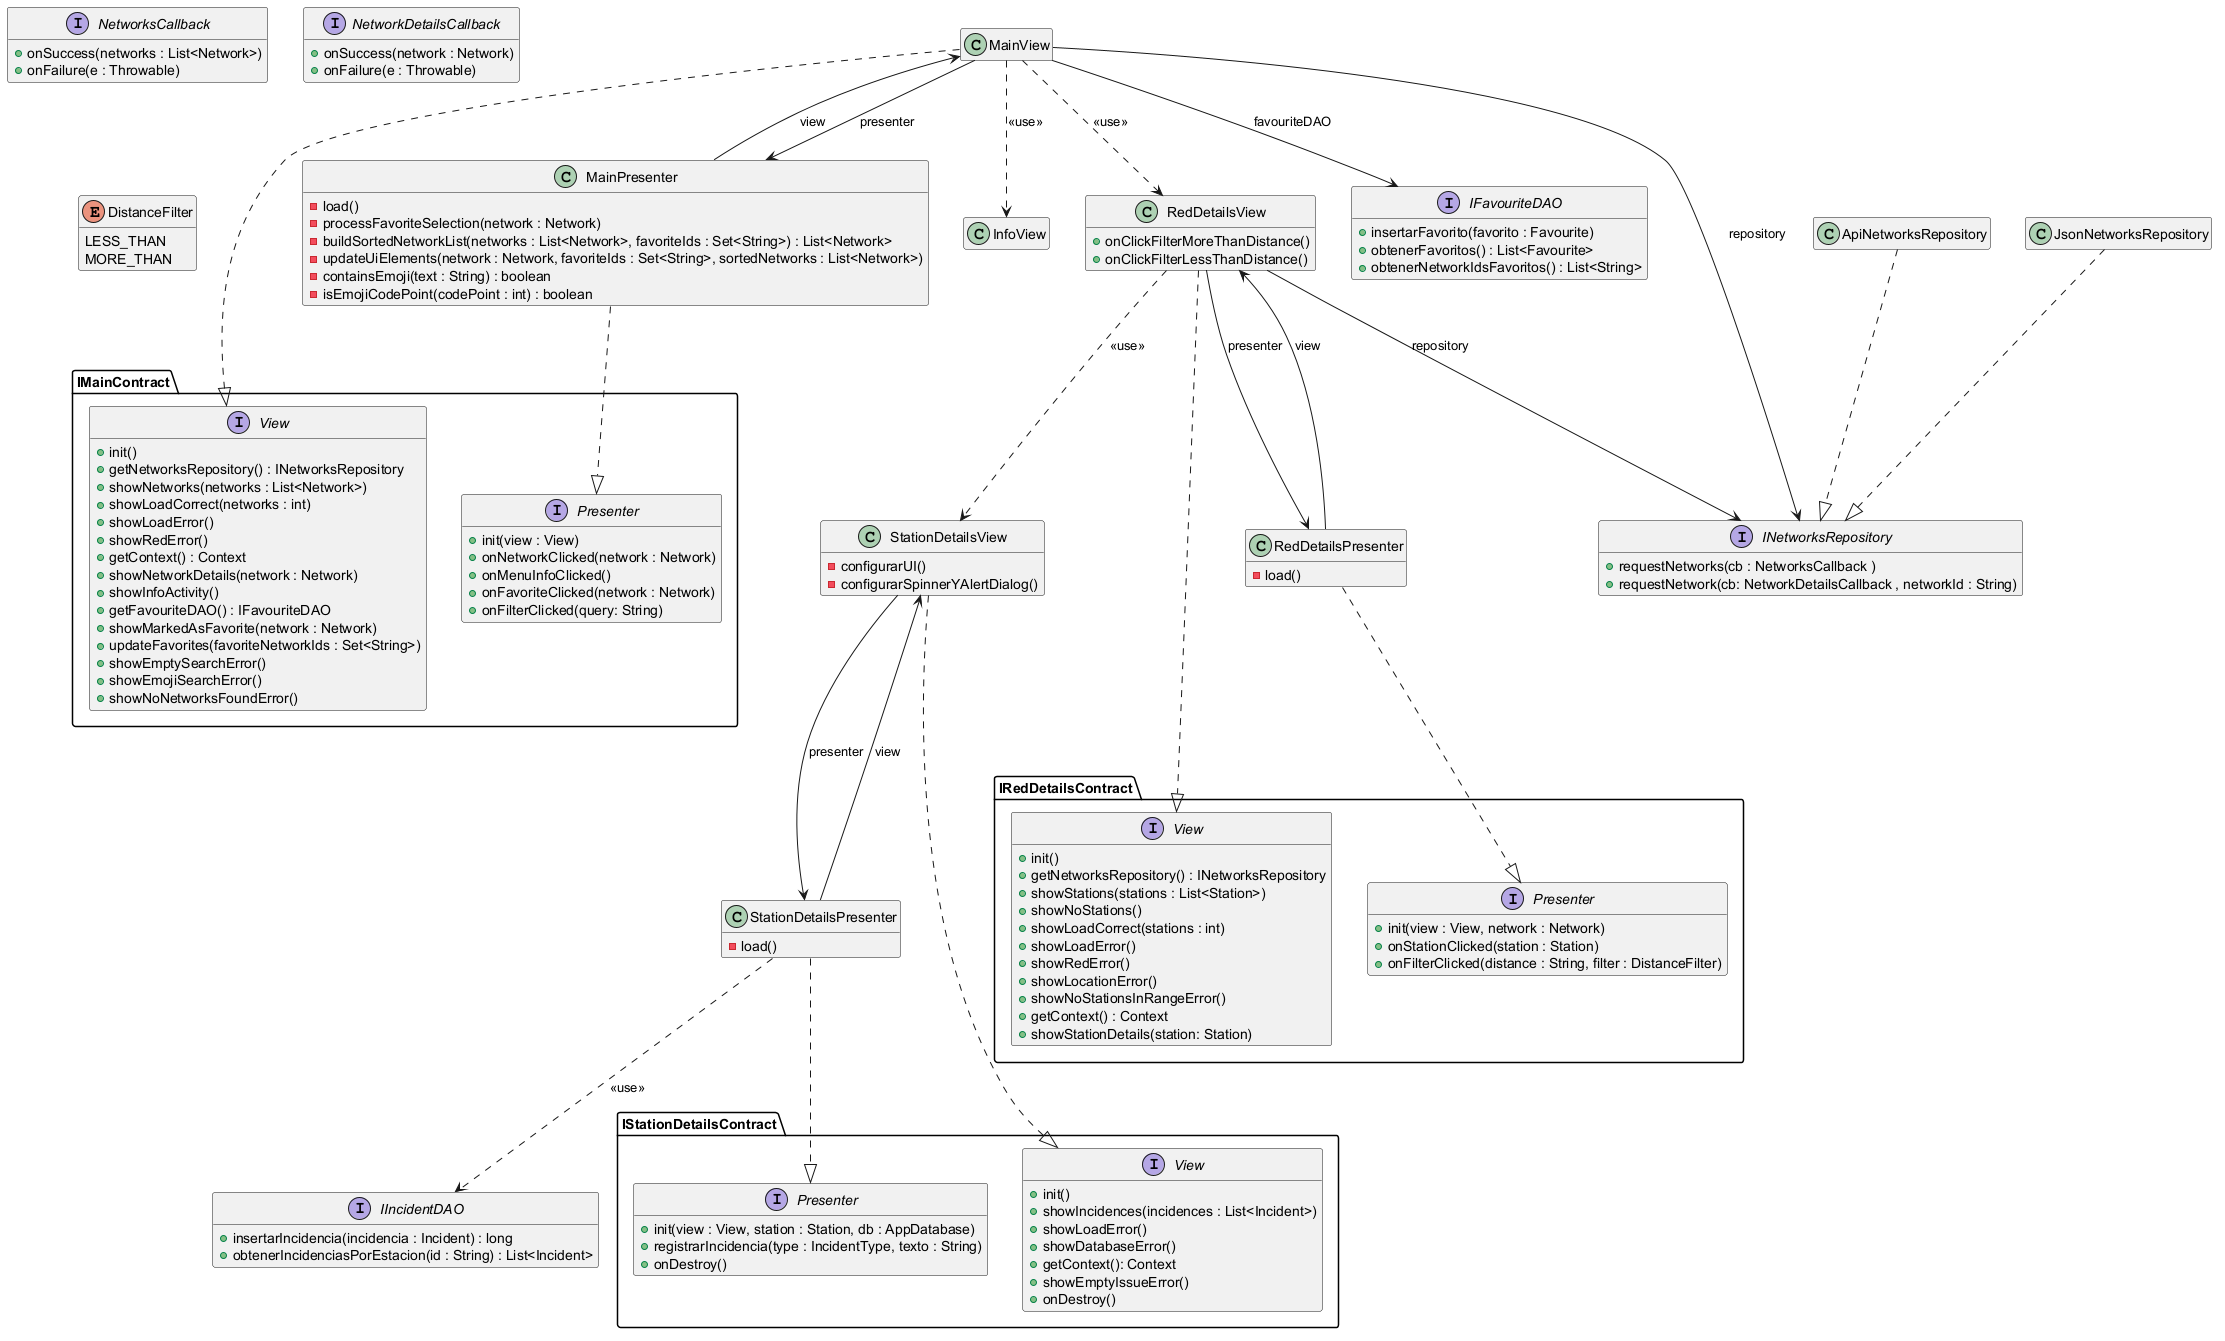 NetworksCallback
onSuccess(networks : List<Network>)
onFailure(e : Throwable)
NetworkDetailsCallback
onSuccess(network : Network)
onFailure(e : Throwable)
MainView
view
presenter
«use»
«use»
favouriteDAO
DistanceFilter
LESS_THAN
MORE_THAN
MainPresenter
load()
processFavoriteSelection(network : Network)
buildSortedNetworkList(networks : List<Network>, favoriteIds : Set<String>) : List<Network>
updateUiElements(network : Network, favoriteIds : Set<String>, sortedNetworks : List<Network>)
containsEmoji(text : String) : boolean
isEmojiCodePoint(codePoint : int) : boolean
InfoView
RedDetailsView
onClickFilterMoreThanDistance()
onClickFilterLessThanDistance()
IFavouriteDAO
insertarFavorito(favorito : Favourite)
obtenerFavoritos() : List<Favourite>
obtenerNetworkIdsFavoritos() : List<String>
repository
ApiNetworksRepository
JsonNetworksRepository
«use»
presenter
view
repository
IMainContract
View
init()
getNetworksRepository() : INetworksRepository
showNetworks(networks : List<Network>)
showLoadCorrect(networks : int)
showLoadError()
showRedError()
getContext() : Context
showNetworkDetails(network : Network)
showInfoActivity()
getFavouriteDAO() : IFavouriteDAO
showMarkedAsFavorite(network : Network)
updateFavorites(favoriteNetworkIds : Set<String>)
showEmptySearchError()
showEmojiSearchError()
showNoNetworksFoundError()
Presenter
init(view : View)
onNetworkClicked(network : Network)
onMenuInfoClicked()
onFavoriteClicked(network : Network)
onFilterClicked(query: String)
StationDetailsView
configurarUI()
configurarSpinnerYAlertDialog()
RedDetailsPresenter
load()
INetworksRepository
requestNetworks(cb : NetworksCallback )
requestNetwork(cb: NetworkDetailsCallback , networkId : String)
presenter
view
IRedDetailsContract
View
init()
getNetworksRepository() : INetworksRepository
showStations(stations : List<Station>)
showNoStations()
showLoadCorrect(stations : int)
showLoadError()
showRedError()
showLocationError()
showNoStationsInRangeError()
getContext() : Context
showStationDetails(station: Station)
Presenter
init(view : View, network : Network)
onStationClicked(station : Station)
onFilterClicked(distance : String, filter : DistanceFilter)
StationDetailsPresenter
load()
«use»
IStationDetailsContract
IIncidentDAO
insertarIncidencia(incidencia : Incident) : long
obtenerIncidenciasPorEstacion(id : String) : List<Incident>
Presenter
init(view : View, station : Station, db : AppDatabase)
registrarIncidencia(type : IncidentType, texto : String)
onDestroy()
View
init()
showIncidences(incidences : List<Incident>)
showLoadError()
showDatabaseError()
getContext(): Context
showEmptyIssueError()
onDestroy()